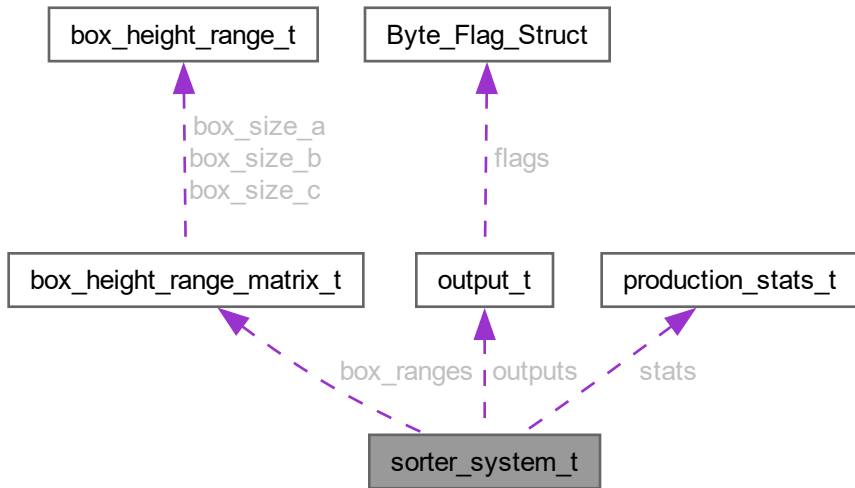 box_height_range_t
Byte_Flag_Struct
box_size_a
box_size_b
box_size_c
flags
box_height_range_matrix_t
output_t
production_stats_t
box_ranges
outputs
stats
sorter_system_t